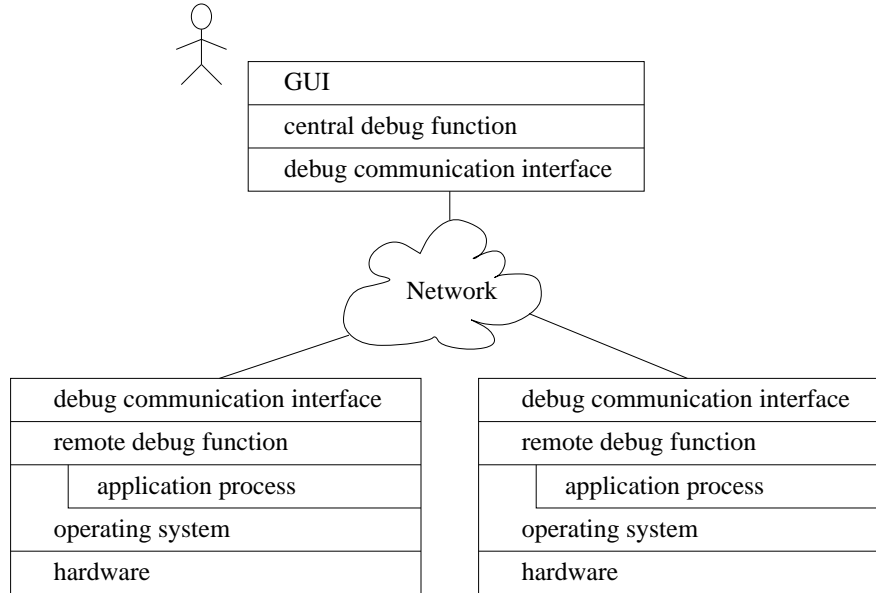 GUI
central debug function
debug communication interface
Network
debug communication interface
remote debug function
application process
operating system
hardware
debug communication interface
remote debug function
application process
operating system
hardware